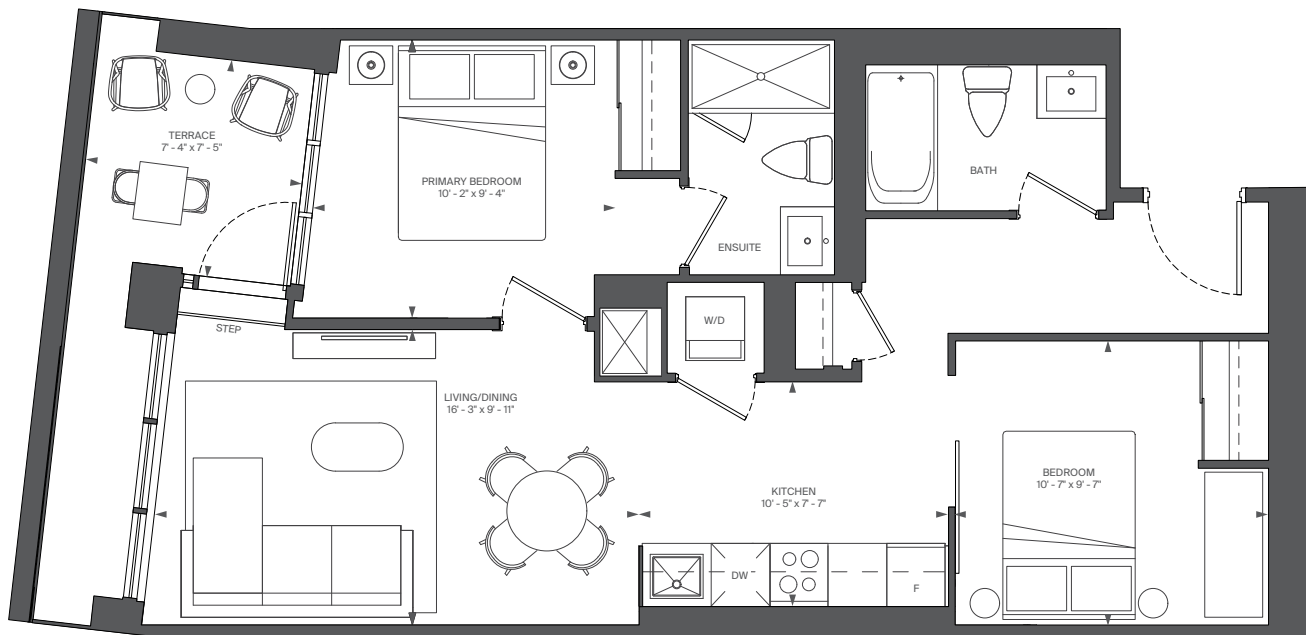 TERRACE
7' - 4" x 7' - 5"
PRIMARY BEDROOM
10' - 2" x 9' - 4"
BATH
ENSUITE
STEP
W/D
LIVING/DINING
16' - 3" x 9' - 11"
KITCHEN
10' - 5" x 7' - 7"
BEDROOM
10' - 7" x 9' - 7"
DW
F